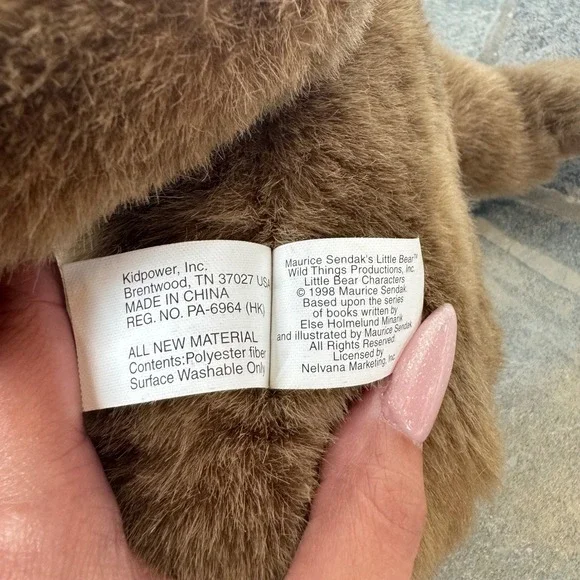 Kidpower, Inc.
Brentwood, TN 37027 USA
MADE IN CHINA
REG. NO. PA-6964 (HK)
ALL NEW MATERIAL
Contents:Polyester fiber
Surface Washable Only
Maurice Sendak's Little Bear™
Wild Things Productions, Inc.
Little Bear Characters
© 1998 Maurice Sendak
Based upon the series
of books written by
Else Holmelund Minarik
and illustrated by Maurice Sendak
All Rights Reserved.
Licensed by
Nelvana Marketing, Inc.